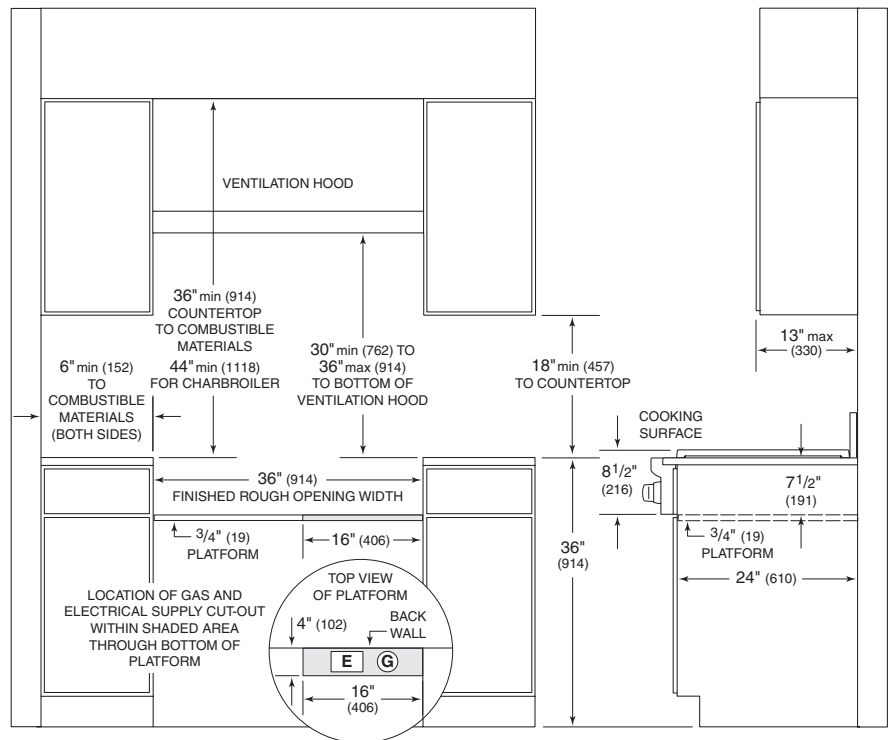 VENTILATION HOOD
36" min (914)
COUNTERTOP
TO COMBUSTIBLE
MATERIALS
44" min (1118)
FOR CHARBROILER
6" min (152)
TO
COMBUSTIBLE
MATERIALS
(BOTH SIDES)
30" min (762) TO
36" max (914)
TO BOTTOM OF
VENTILATION HOOD
18" min (457)
TO COUNTERTOP
13" max
(330)
COOKING
SURFACE
8 1/2"
(216)
7 1/2"
(191)
3/4" (19)
PLATFORM
24" (610)
36"
(914)
36" (914)
FINISHED ROUGH OPENING WIDTH
3/4" (19)
PLATFORM
16" (406)
LOCATION OF GAS AND
ELECTRICAL SUPPLY CUT-OUT
WITHIN SHADED AREA
THROUGH BOTTOM OF
PLATFORM
TOP VIEW
OF PLATFORM
4" (102)
BACK
WALL
E G
16"
(406)